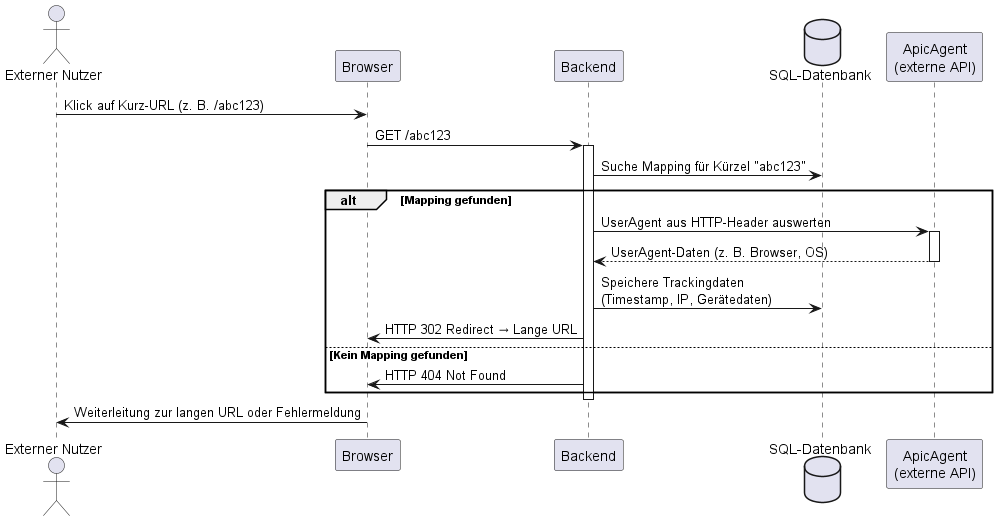 Externer Nutzer
Browser
Backend
SQL-Datenbank
ApicAgent
(externe API)
Klick auf Kurz-URL (z. B. /abc123)
GET /abc123
Suche Mapping für Kürzel "abc123"
alt
[Mapping gefunden]
UserAgent aus HTTP-Header auswerten
UserAgent-Daten (z. B. Browser, OS)
Speichere Trackingdaten
(Timestamp, IP, Gerätedaten)
HTTP 302 Redirect → Lange URL
[Kein Mapping gefunden]
HTTP 404 Not Found
Weiterleitung zur langen URL oder Fehlermeldung
Externer Nutzer
Browser
Backend
SQL-Datenbank
ApicAgent
(externe API)